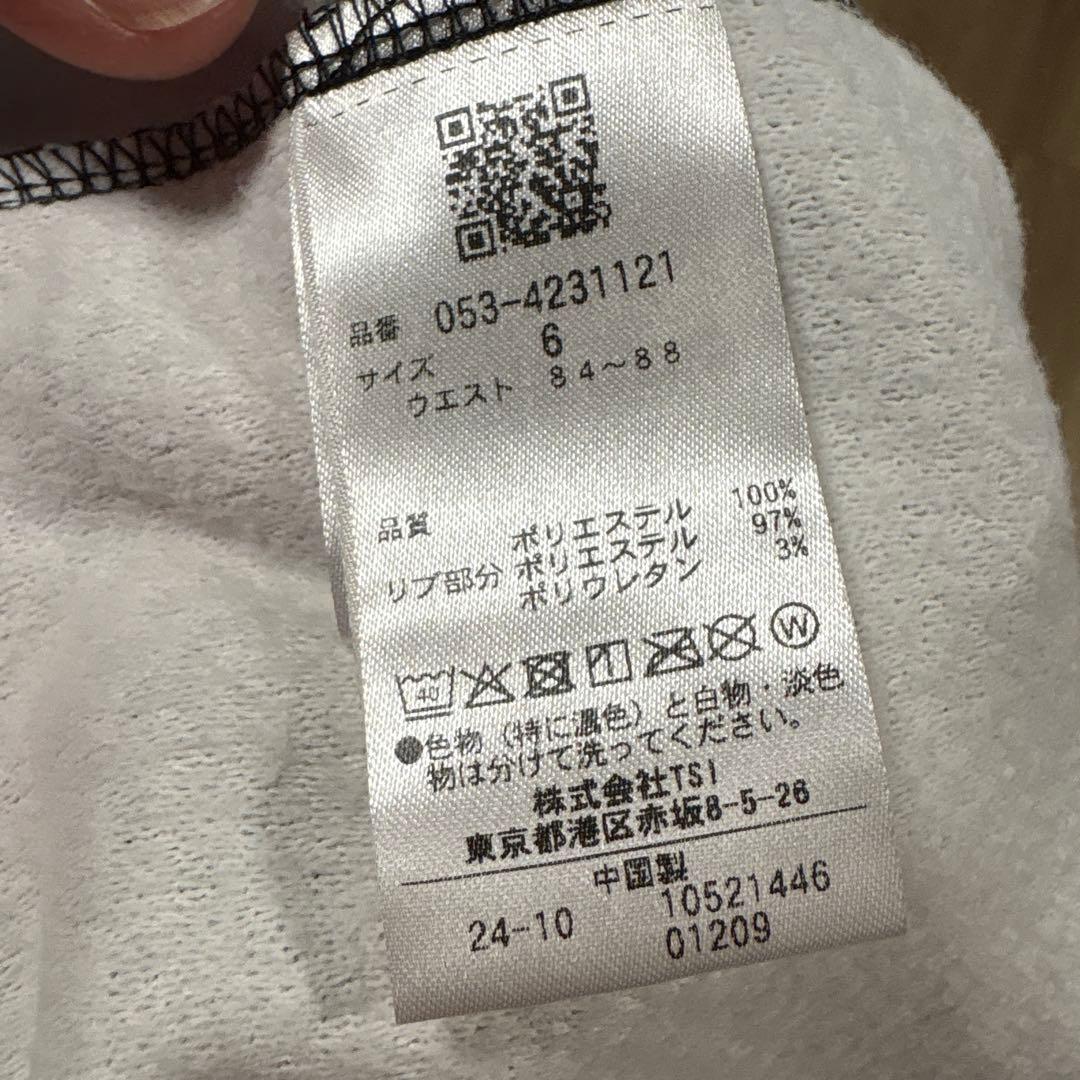 品番 053-4231121
サイズ 6
ウエスト 84～88
品質 ポリエステル 100%
リブ部分 ポリエステル 97%
ポリウレタン 3%
40 W
●色物（特に濃色）と白物・淡色
物は分けて洗ってください。
株式会社TSI
東京都港区赤坂8-5-26
中国製
24-10 10521446
01209